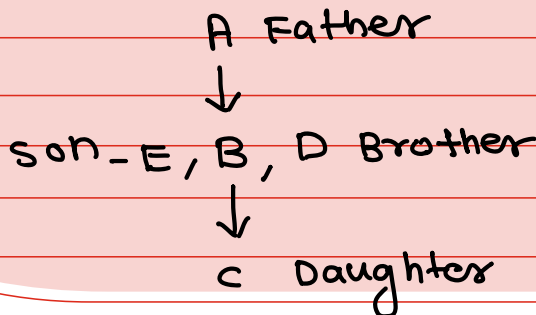 A Father
↓
son - E, B, D Brother
↓
C Daughter